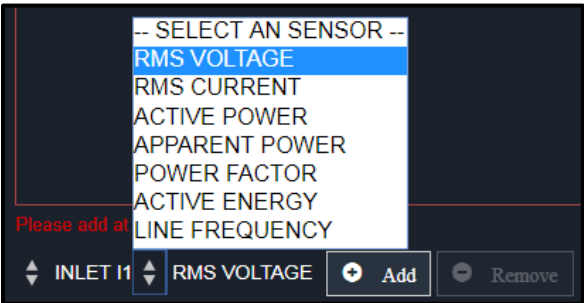 -- SELECT AN SENSOR --
RMS VOLTAGE
RMS CURRENT
ACTIVE POWER
APPARENT POWER
POWER FACTOR
ACTIVE ENERGY
LINE FREQUENCY
Please add at
INLET I1 RMS VOLTAGE Add Remove